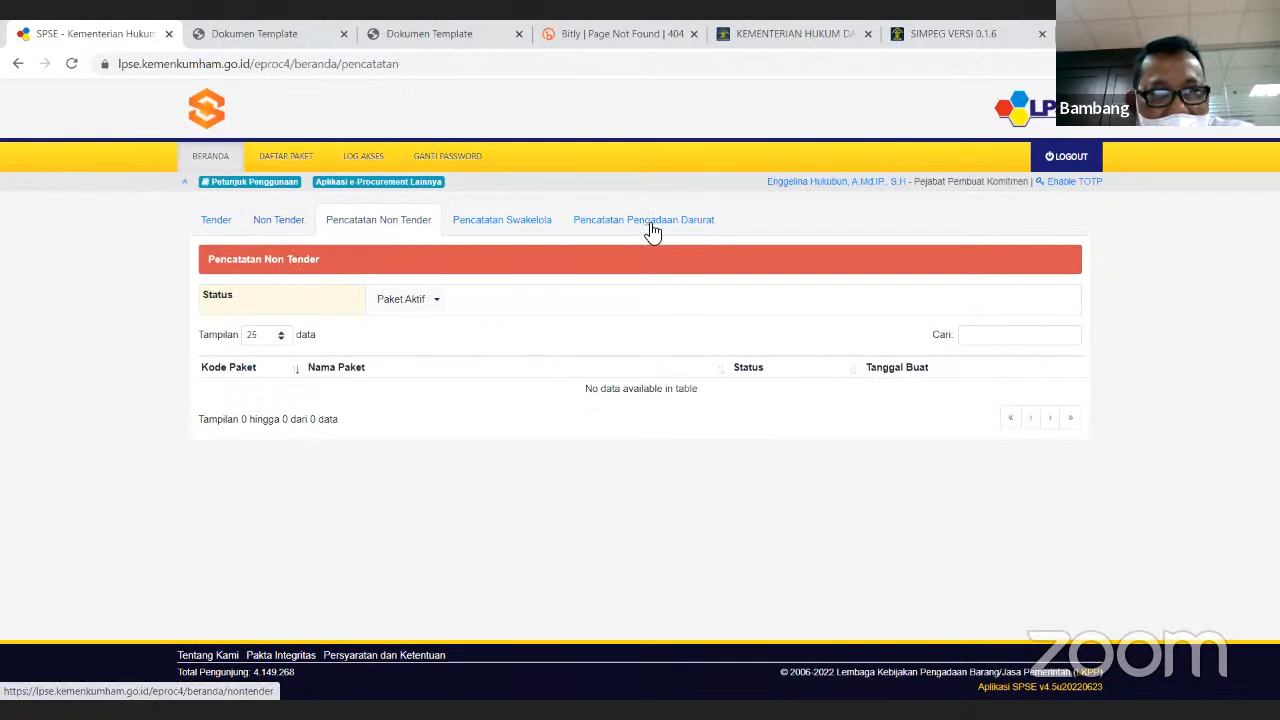 SPSE - Kementerian Hukum
Dokumen Template
Dokumen Template
Bitly | Page Not Found | 404
KEMENTERIAN HUKUM DA
SIMPEG VERSI 0.1.6
lpse.kemenkumham.go.id/eproc4/beranda/pencatatan
LP
Bambang
BERANDA
DAFTAR PAKET
LOG AKSES
GANTI PASSWORD
LOGOUT
Petunjuk Penggunaan
Aplikasi e-Procurement Lainnya
Enggelina Hukubun, A.Md.IP., S.H - Pejabat Pembuat Komitmen | Enable TOTP
Tender
Non Tender
Pencatatan Non Tender
Pencatatan Swakelola
Pencatatan Pengadaan Darurat
Pencatatan Non Tender
Status
Paket Aktif
Tampilan 25 data
Cari:
Kode Paket
Nama Paket
Status
Tanggal Buat
No data available in table
Tampilan 0 hingga 0 dari 0 data
« ‹ › »
Tentang Kami Pakta Integritas Persyaratan dan Ketentuan
Total Pengunjung: 4.149.268
© 2006-2022 Lembaga Kebijakan Pengadaan Barang/Jasa Pemerintah (LKPP)
Aplikasi SPSE v4.5u20220623
https://lpse.kemenkumham.go.id/eproc4/beranda/nontender
zoom